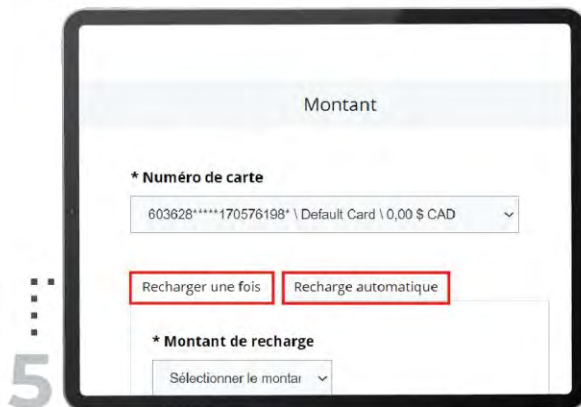 Montant
* Numéro de carte
603628*****170576198* \ Default Card \ 0,00 $ CAD
Recharger une fois
Recharge automatique
* Montant de recharge
Sélectionner le montar
5